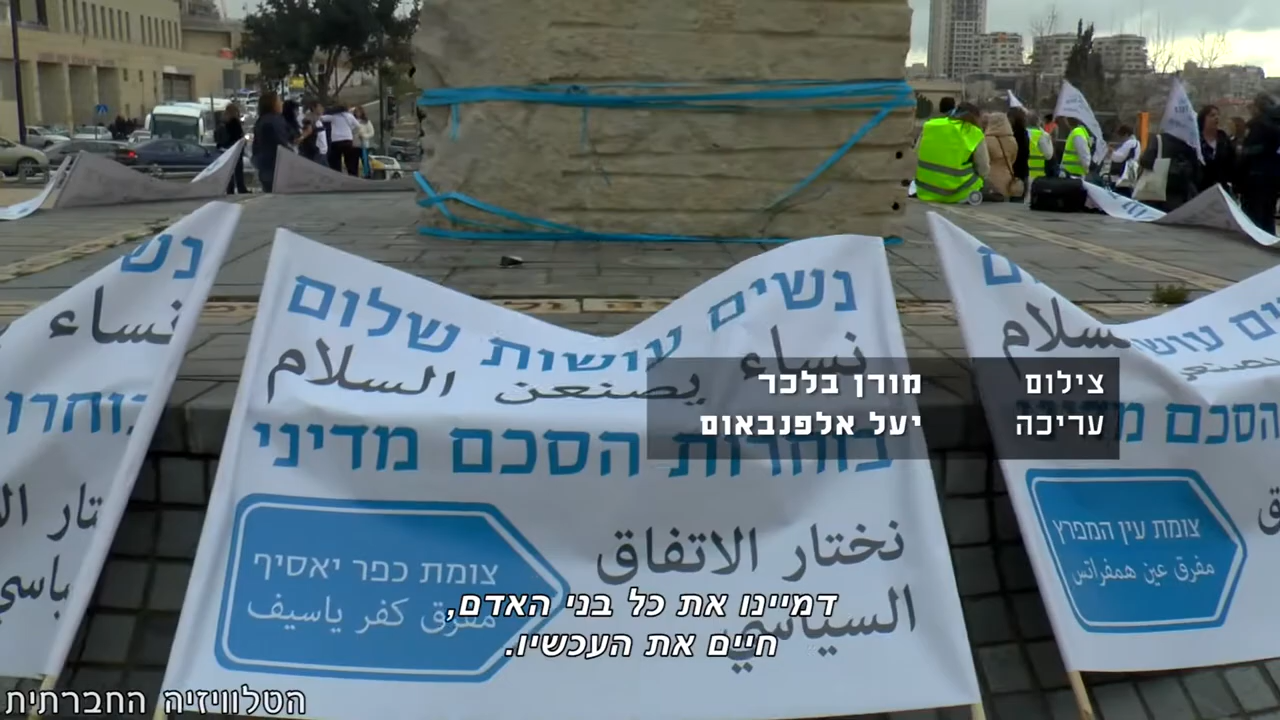 נשים עושות שלום
نساء يصنعن السلام
בוחרות הסכם מדיני
نختار الاتفاق
السياسي
צומת כפר יאסיף
مفرق كفر ياسيف
נש
نساء
בוחרו
السلام
הסכם
צומת עין המפרץ
مفرق عين همفراتس
צילום מורן בלכר
עריכה יעל אלפנבאום
דמיינו את כל בני האדם,
חיים את העכשיו.
הטלוויזיה החברתית